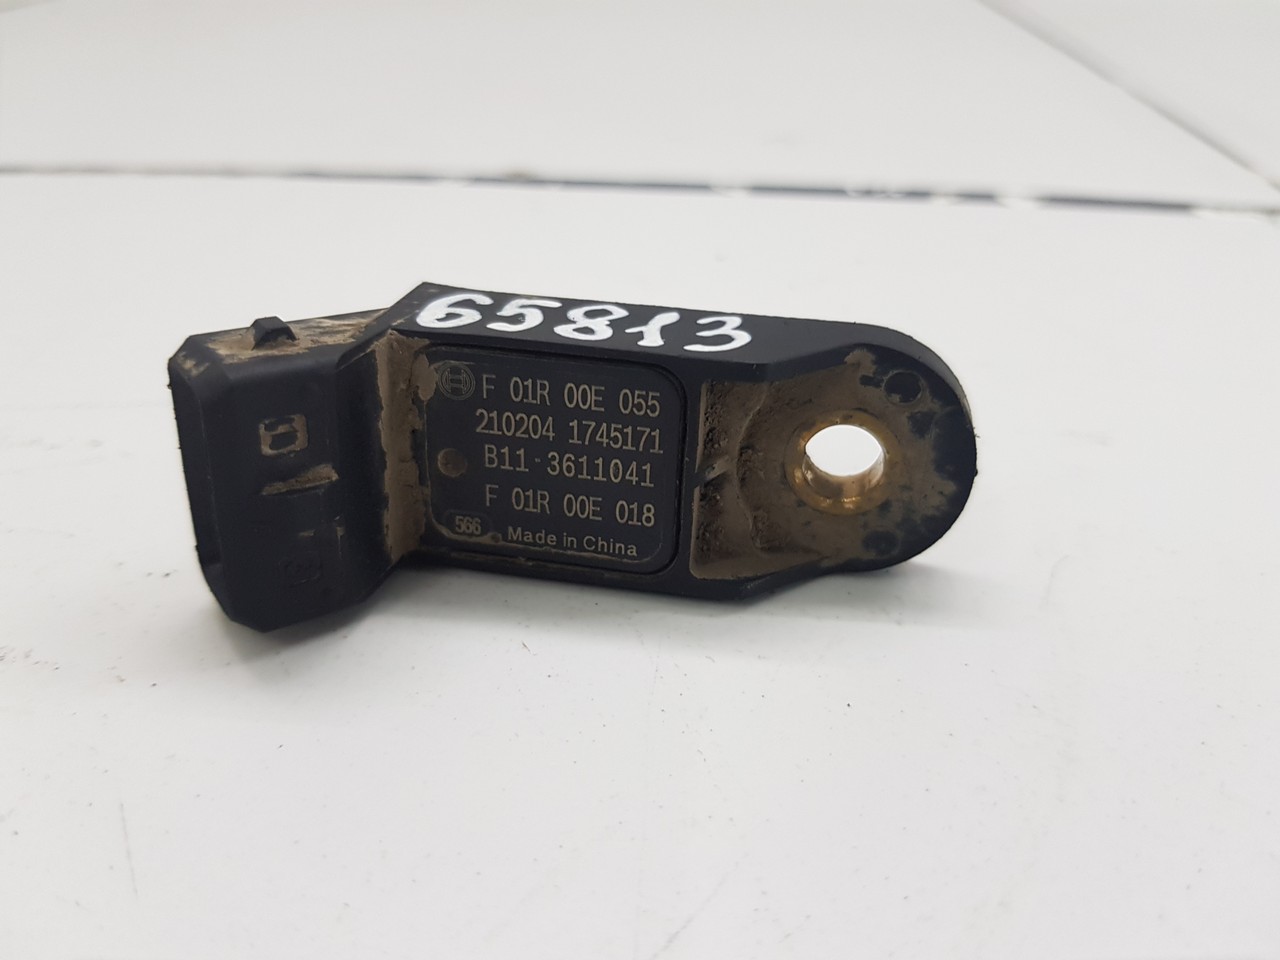 65813
F 01R 00E 055
210204 1745171
B11-3611041
F 01R 00E 018
566 Made in China